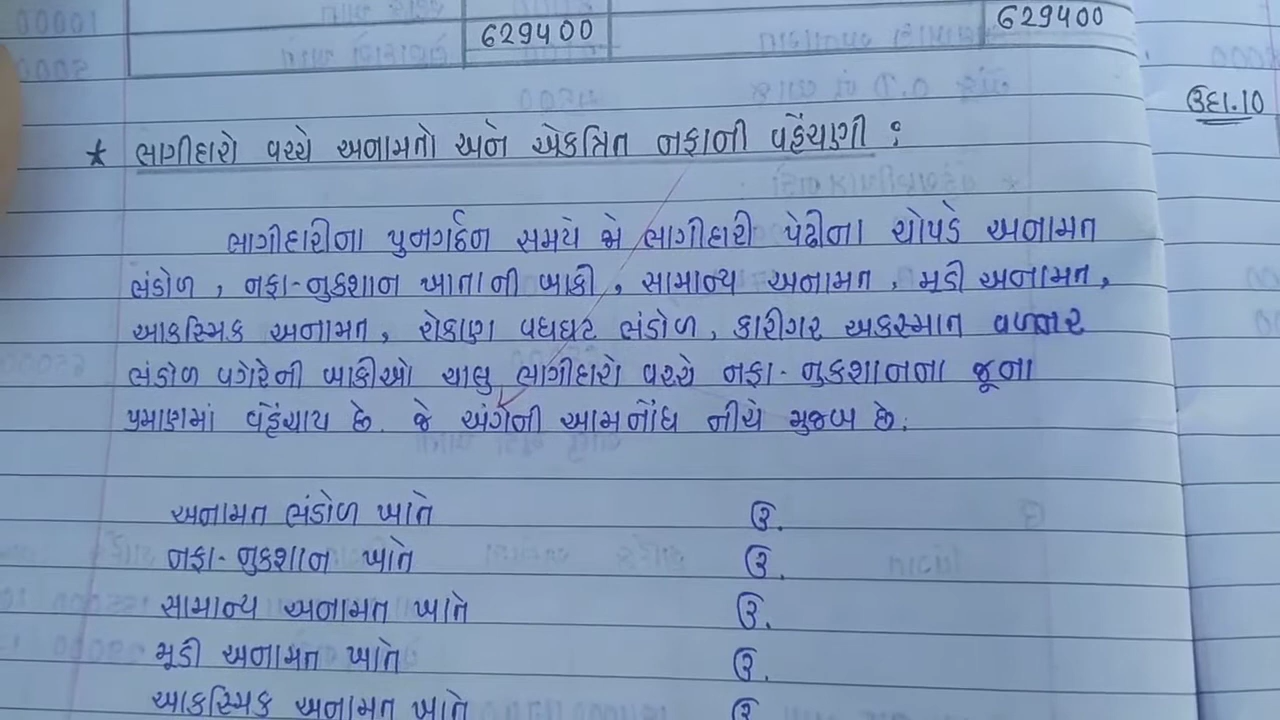 629400 629400
ઉદા.10
* ભાગીદારો વચ્ચે અનામતો અને એકત્રિત નફાની વહેંચણી :
ભાગીદારીના પુનર્ગઠન સમયે જે ભાગીદારી પેઢીના ચોપડે અનામત
ભંડોળ, નફા-નુકશાન ખાતાની બાકી, સામાન્ય અનામત, મૂડી અનામત,
આકસ્મિક અનામત, રોકાણ વધઘટ ભંડોળ, કારીગર અકસ્માત વળતર
ભંડોળ વગેરેની બાકીઓ ચાલુ ભાગીદારો વચ્ચે નફા-નુકશાનના જૂના
પ્રમાણમાં વહેંચાય છે. જે અંગેની આમનોંધ નીચે મુજબ છે.
અનામત ભંડોળ ખાતે ઉ.
નફા-નુકશાન ખાતે ઉ.
સામાન્ય અનામત ખાતે ઉ.
મૂડી અનામત ખાતે ઉ.
આકસ્મિક અનામત ખાતે ઉ